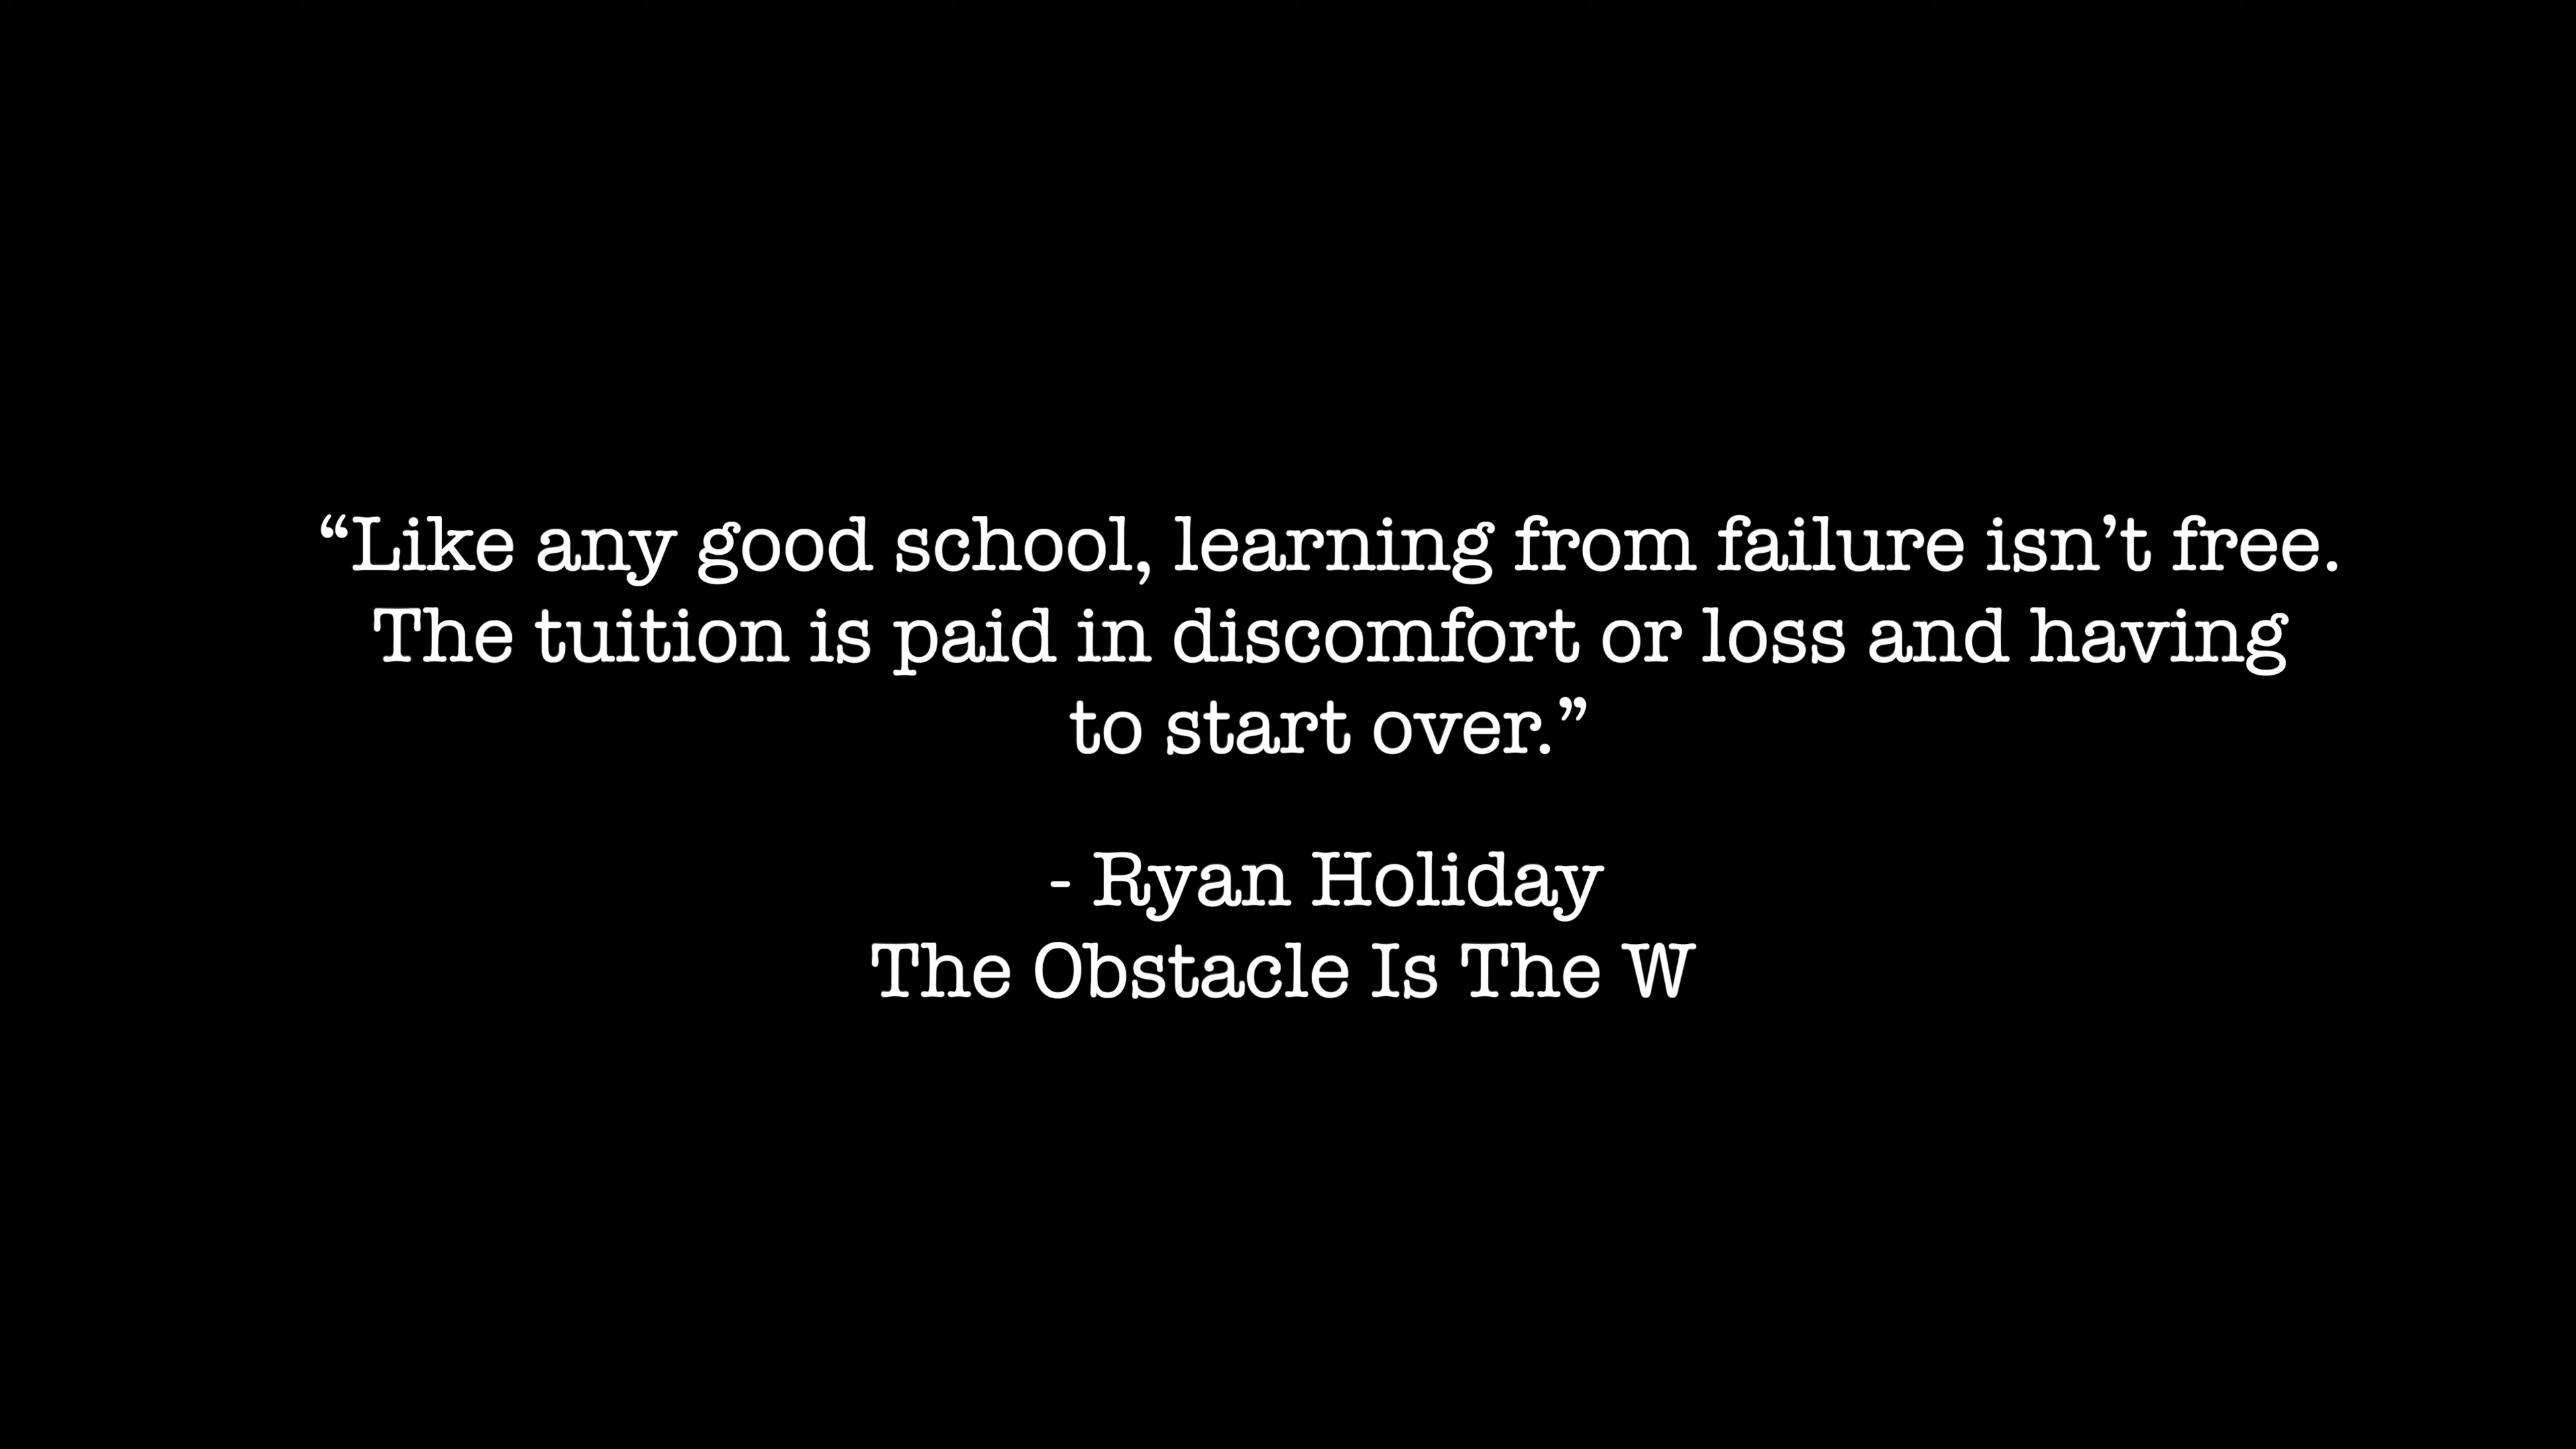 “Like any good school, learning from failure isn’t free.
The tuition is paid in discomfort or loss and having
to start over.”
- Ryan Holiday
The Obstacle Is The W